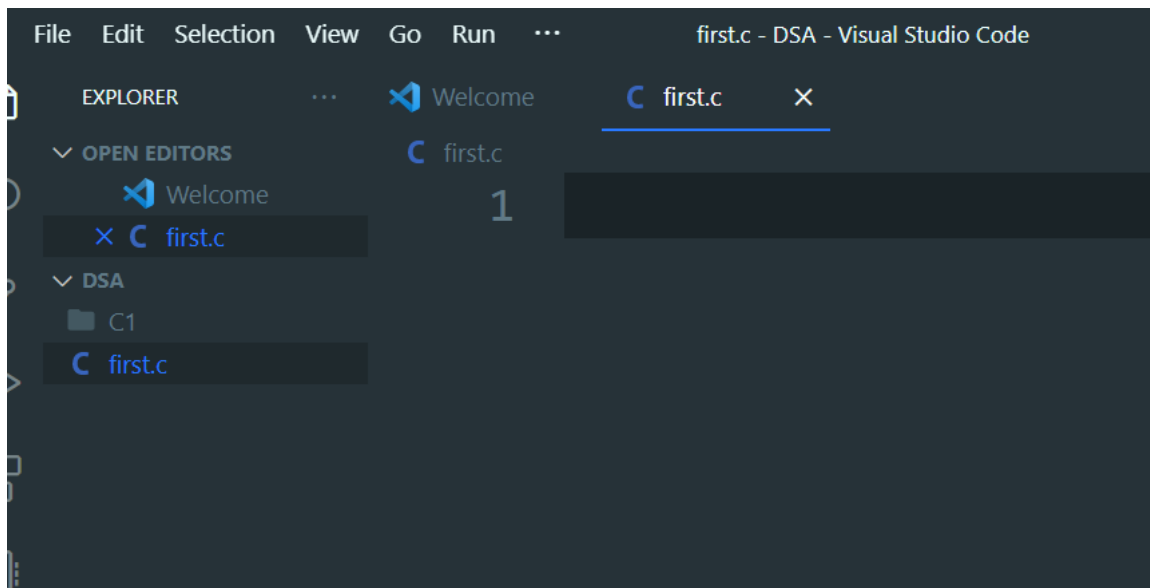 File Edit Selection View Go Run ··· first.c - DSA - Visual Studio Code
EXPLORER ···
OPEN EDITORS
Welcome
C first.c
DSA
C1
C first.c
Welcome
C first.c
C first.c
1